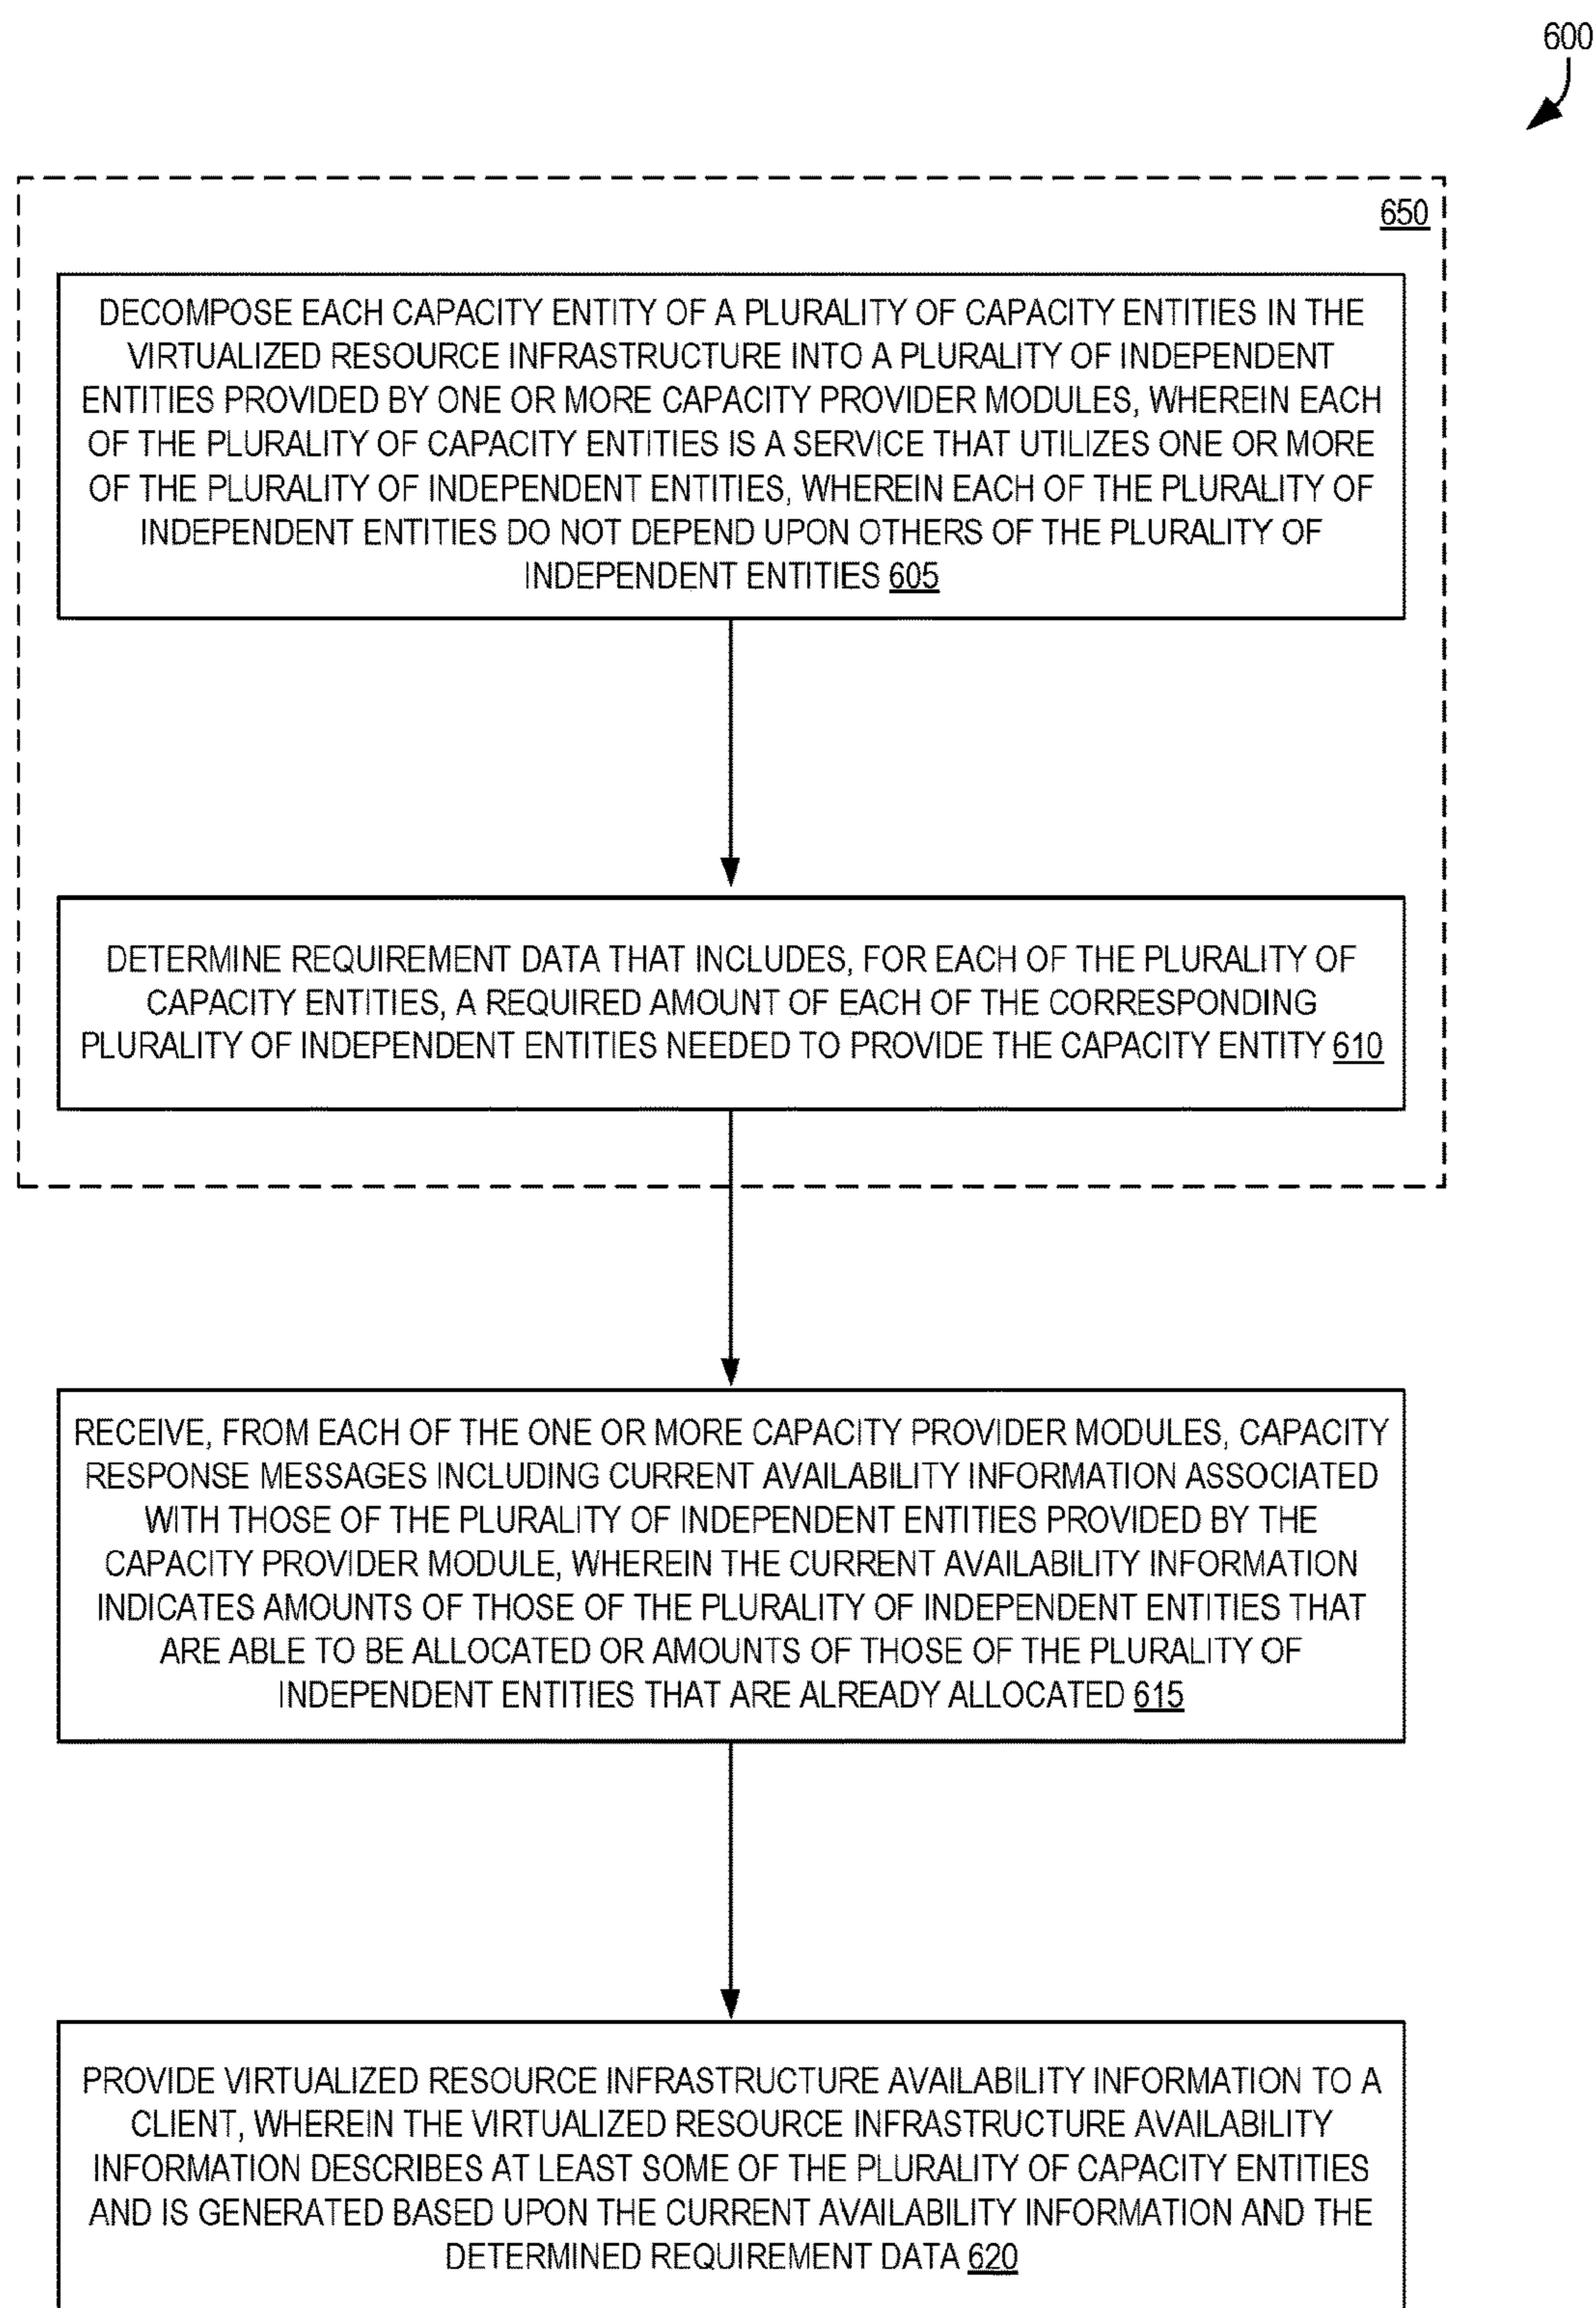 600
650
DECOMPOSE EACH CAPACITY ENTITY OF A PLURALITY OF CAPACITY ENTITIES IN THE
VIRTUALIZED RESOURCE INFRASTRUCTURE INTO A PLURALITY OF INDEPENDENT
ENTITIES PROVIDED BY ONE OR MORE CAPACITY PROVIDER MODULES, WHEREIN EACH
OF THE PLURALITY OF CAPACITY ENTITIES IS A SERVICE THAT UTILIZES ONE OR MORE
OF THE PLURALITY OF INDEPENDENT ENTITIES, WHEREIN EACH OF THE PLURALITY OF
INDEPENDENT ENTITIES DO NOT DEPEND UPON OTHERS OF THE PLURALITY OF
INDEPENDENT ENTITIES 605
DETERMINE REQUIREMENT DATA THAT INCLUDES, FOR EACH OF THE PLURALITY OF
CAPACITY ENTITIES, A REQUIRED AMOUNT OF EACH OF THE CORRESPONDING
PLURALITY OF INDEPENDENT ENTITIES NEEDED TO PROVIDE THE CAPACITY ENTITY 610
RECEIVE, FROM EACH OF THE ONE OR MORE CAPACITY PROVIDER MODULES, CAPACITY
RESPONSE MESSAGES INCLUDING CURRENT AVAILABILITY INFORMATION ASSOCIATED
WITH THOSE OF THE PLURALITY OF INDEPENDENT ENTITIES PROVIDED BY THE
CAPACITY PROVIDER MODULE, WHEREIN THE CURRENT AVAILABILITY INFORMATION
INDICATES AMOUNTS OF THOSE OF THE PLURALITY OF INDEPENDENT ENTITIES THAT
ARE ABLE TO BE ALLOCATED OR AMOUNTS OF THOSE OF THE PLURALITY OF
INDEPENDENT ENTITIES THAT ARE ALREADY ALLOCATED 615
PROVIDE VIRTUALIZED RESOURCE INFRASTRUCTURE AVAILABILITY INFORMATION TO A
CLIENT, WHEREIN THE VIRTUALIZED RESOURCE INFRASTRUCTURE AVAILABILITY
INFORMATION DESCRIBES AT LEAST SOME OF THE PLURALITY OF CAPACITY ENTITIES
AND IS GENERATED BASED UPON THE CURRENT AVAILABILITY INFORMATION AND THE
DETERMINED REQUIREMENT DATA 620